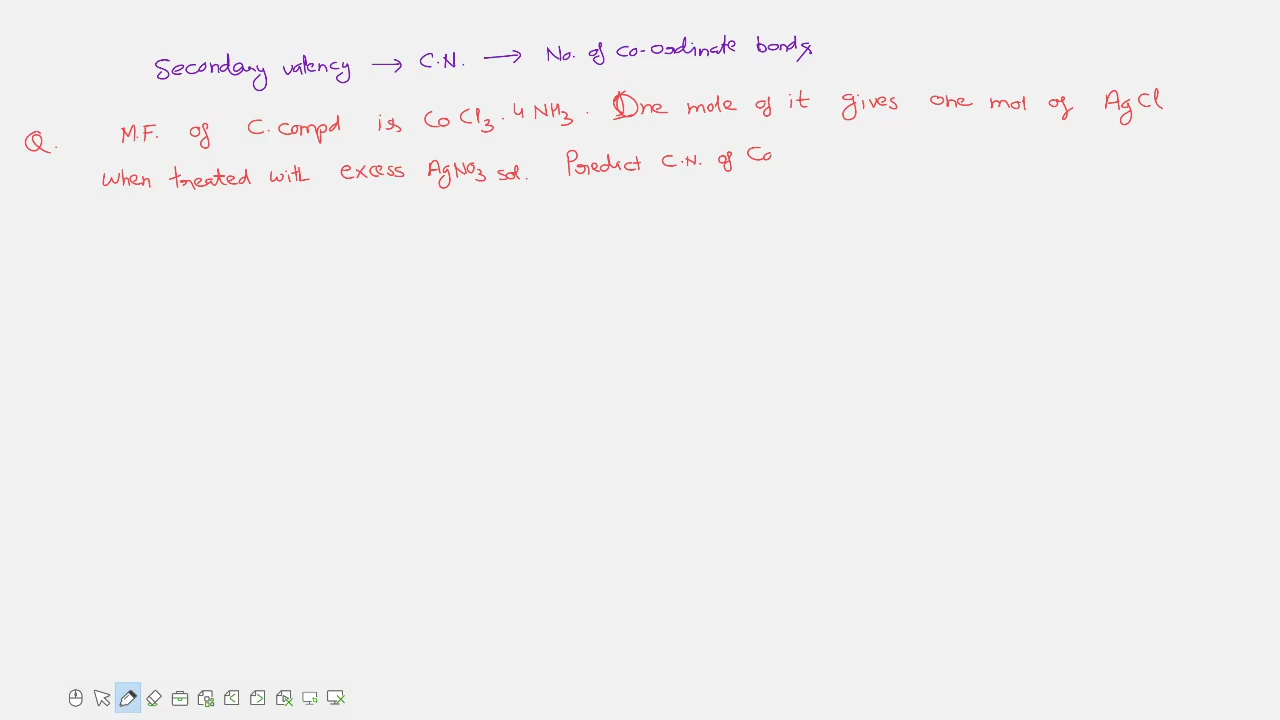 Secondary valency → C.N. → No. of co-ordinate bonds
Q. M.F. of C. compd is CoCl₃.4NH₃. One mole of it gives one mol of AgCl
when treated with excess AgNO₃ sol. Predict C.N. of Co